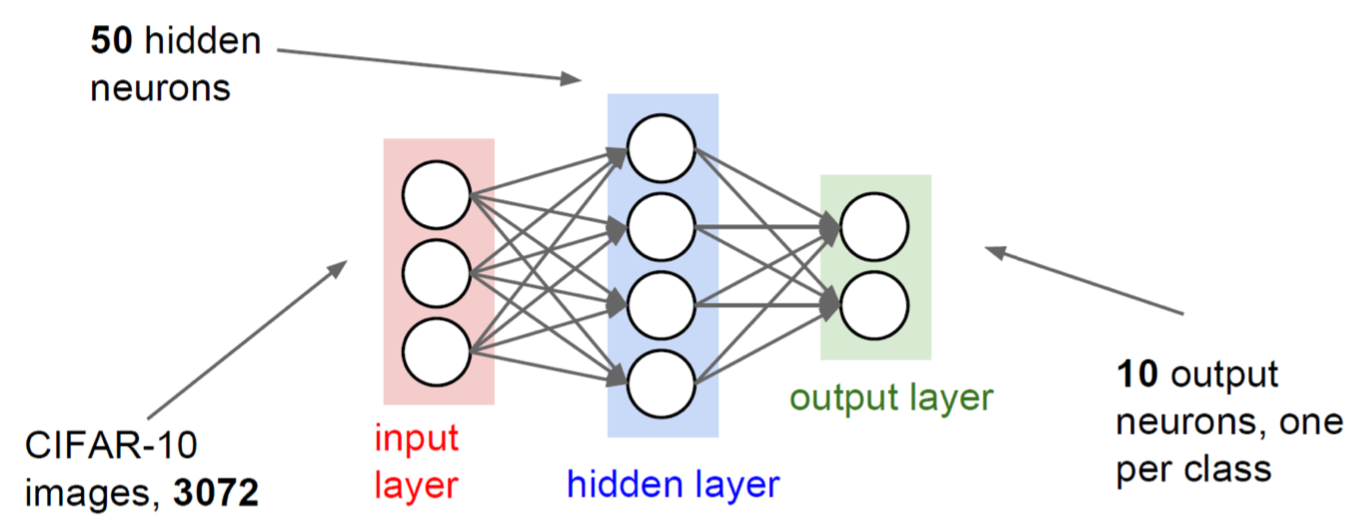 50 hidden
neurons
CIFAR-10
images, 3072
input
layer
hidden layer
output layer
10 output
neurons, one
per class